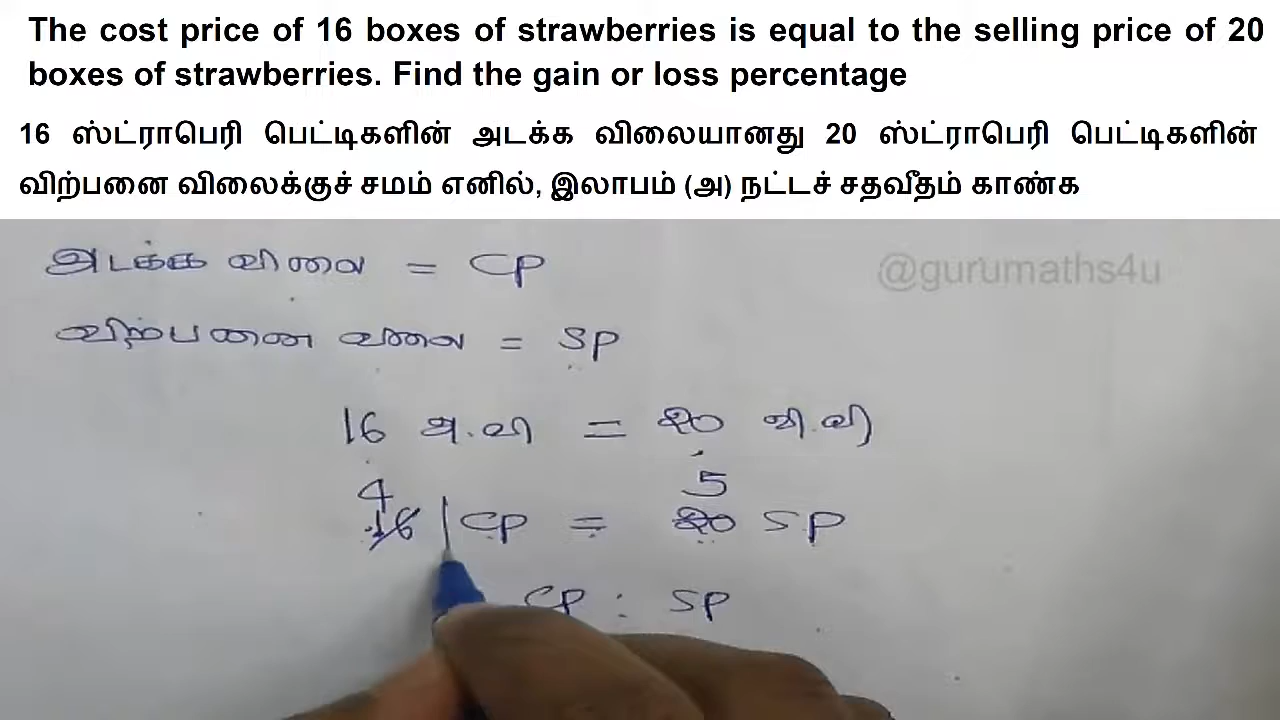 The cost price of 16 boxes of strawberries is equal to the selling price of 20
boxes of strawberries. Find the gain or loss percentage
16 ஸ்ட்ராபெரி பெட்டிகளின் அடக்க விலையானது 20 ஸ்ட்ராபெரி பெட்டிகளின்
விற்பனை விலைக்குச் சமம் எனில், இலாபம் (அ) நட்டச் சதவீதம் காண்க
அடக்க விலை = CP
@gurumaths4u
விற்பனை விலை = SP
16 அ.வி = 20 வி.வி
4 5
16 CP = 20 SP
CP : SP